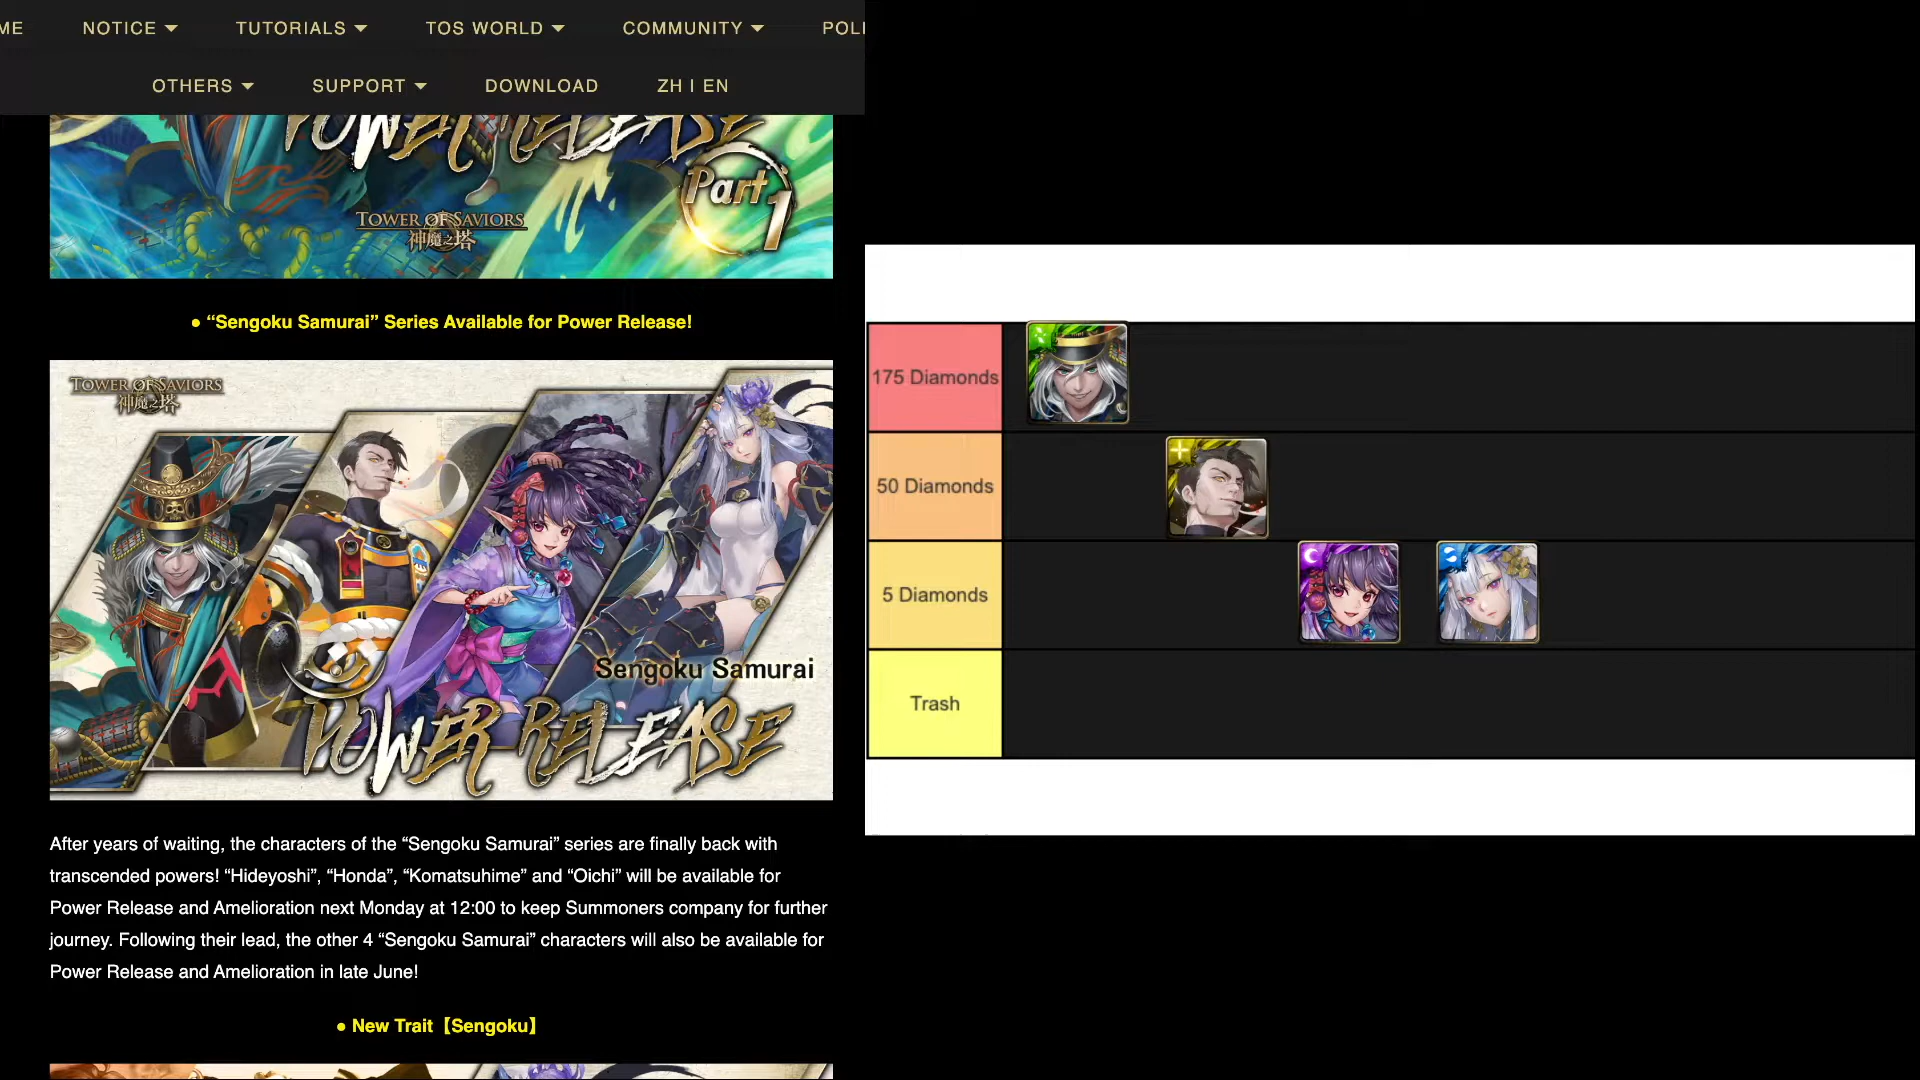 ME NOTICE TUTORIALS TOS WORLD COMMUNITY POLI
OTHERS SUPPORT DOWNLOAD ZH I EN
POWER RELEASE
Part 1
TOWER OF SAVIORS
神魔之塔
● “Sengoku Samurai” Series Available for Power Release!
TOWER OF SAVIORS
神魔之塔
Sengoku Samurai
POWER RELEASE
After years of waiting, the characters of the “Sengoku Samurai” series are finally back with
transcended powers! “Hideyoshi”, “Honda”, “Komatsuhime” and “Oichi” will be available for
Power Release and Amelioration next Monday at 12:00 to keep Summoners company for further
journey. Following their lead, the other 4 “Sengoku Samurai” characters will also be available for
Power Release and Amelioration in late June!
● New Trait【Sengoku】
175 Diamonds
50 Diamonds
5 Diamonds
Trash